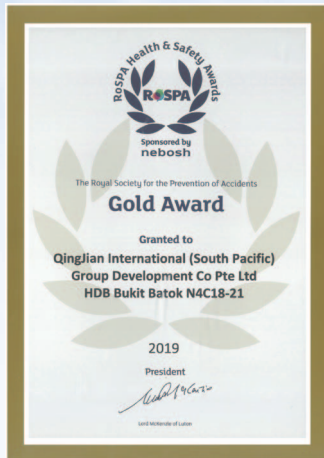 RoSPA Health & Safety Awards
RoSPA
Sponsored by
nebosh
The Royal Society for the Prevention of Accidents
Gold Award
Granted to
QingJian International (South Pacific)
Group Development Co Pte Ltd
HDB Bukit Batok N4C18-21
2019
President
Lord McKenzie of Luton